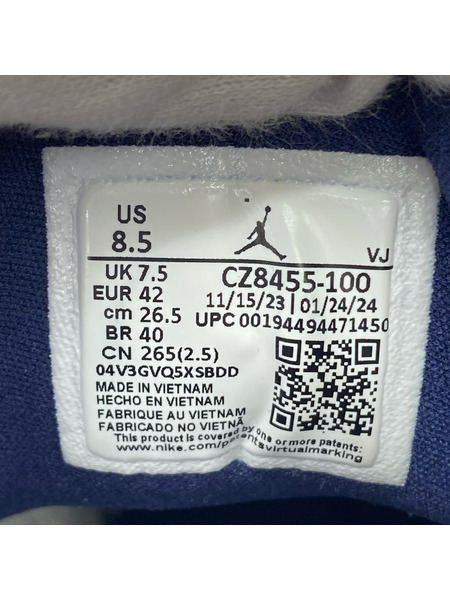 US
8.5
VJ
UK 7.5
EUR 42
cm 26.5
BR 40
CN 265(2.5)
CZ8455-100
11/15/23 | 01/24/24
UPC 00194494471450
04V3GVQ5XSBDD
MADE IN VIETNAM
HECHO EN VIETNAM
FABRIQUE AU VIETNAM
FABRICADO NO VIETNÃ
This product is covered by one or more patents:
www.nike.com/patentsvirtualmarking